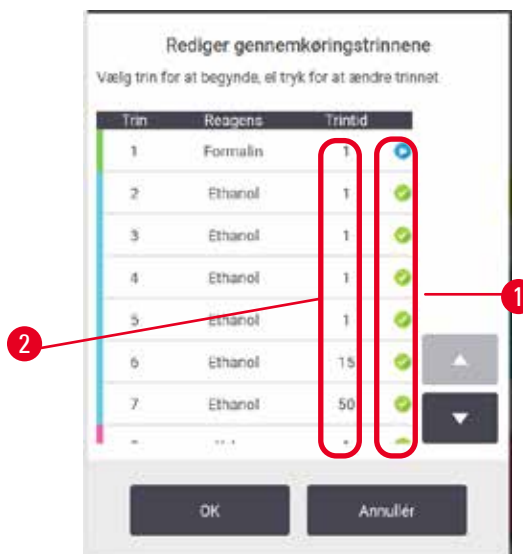 Rediger gennemkøringstrinnene
Vælg trin for at begynde, el tryk for at ændre trinnet
Trin Reagens Trintid
1 Formalin 1
2 Ethanol 1
3 Ethanol 1
4 Ethanol 1
5 Ethanol 1
6 Ethanol 15
7 Ethanol 50
1
2
OK Annullér